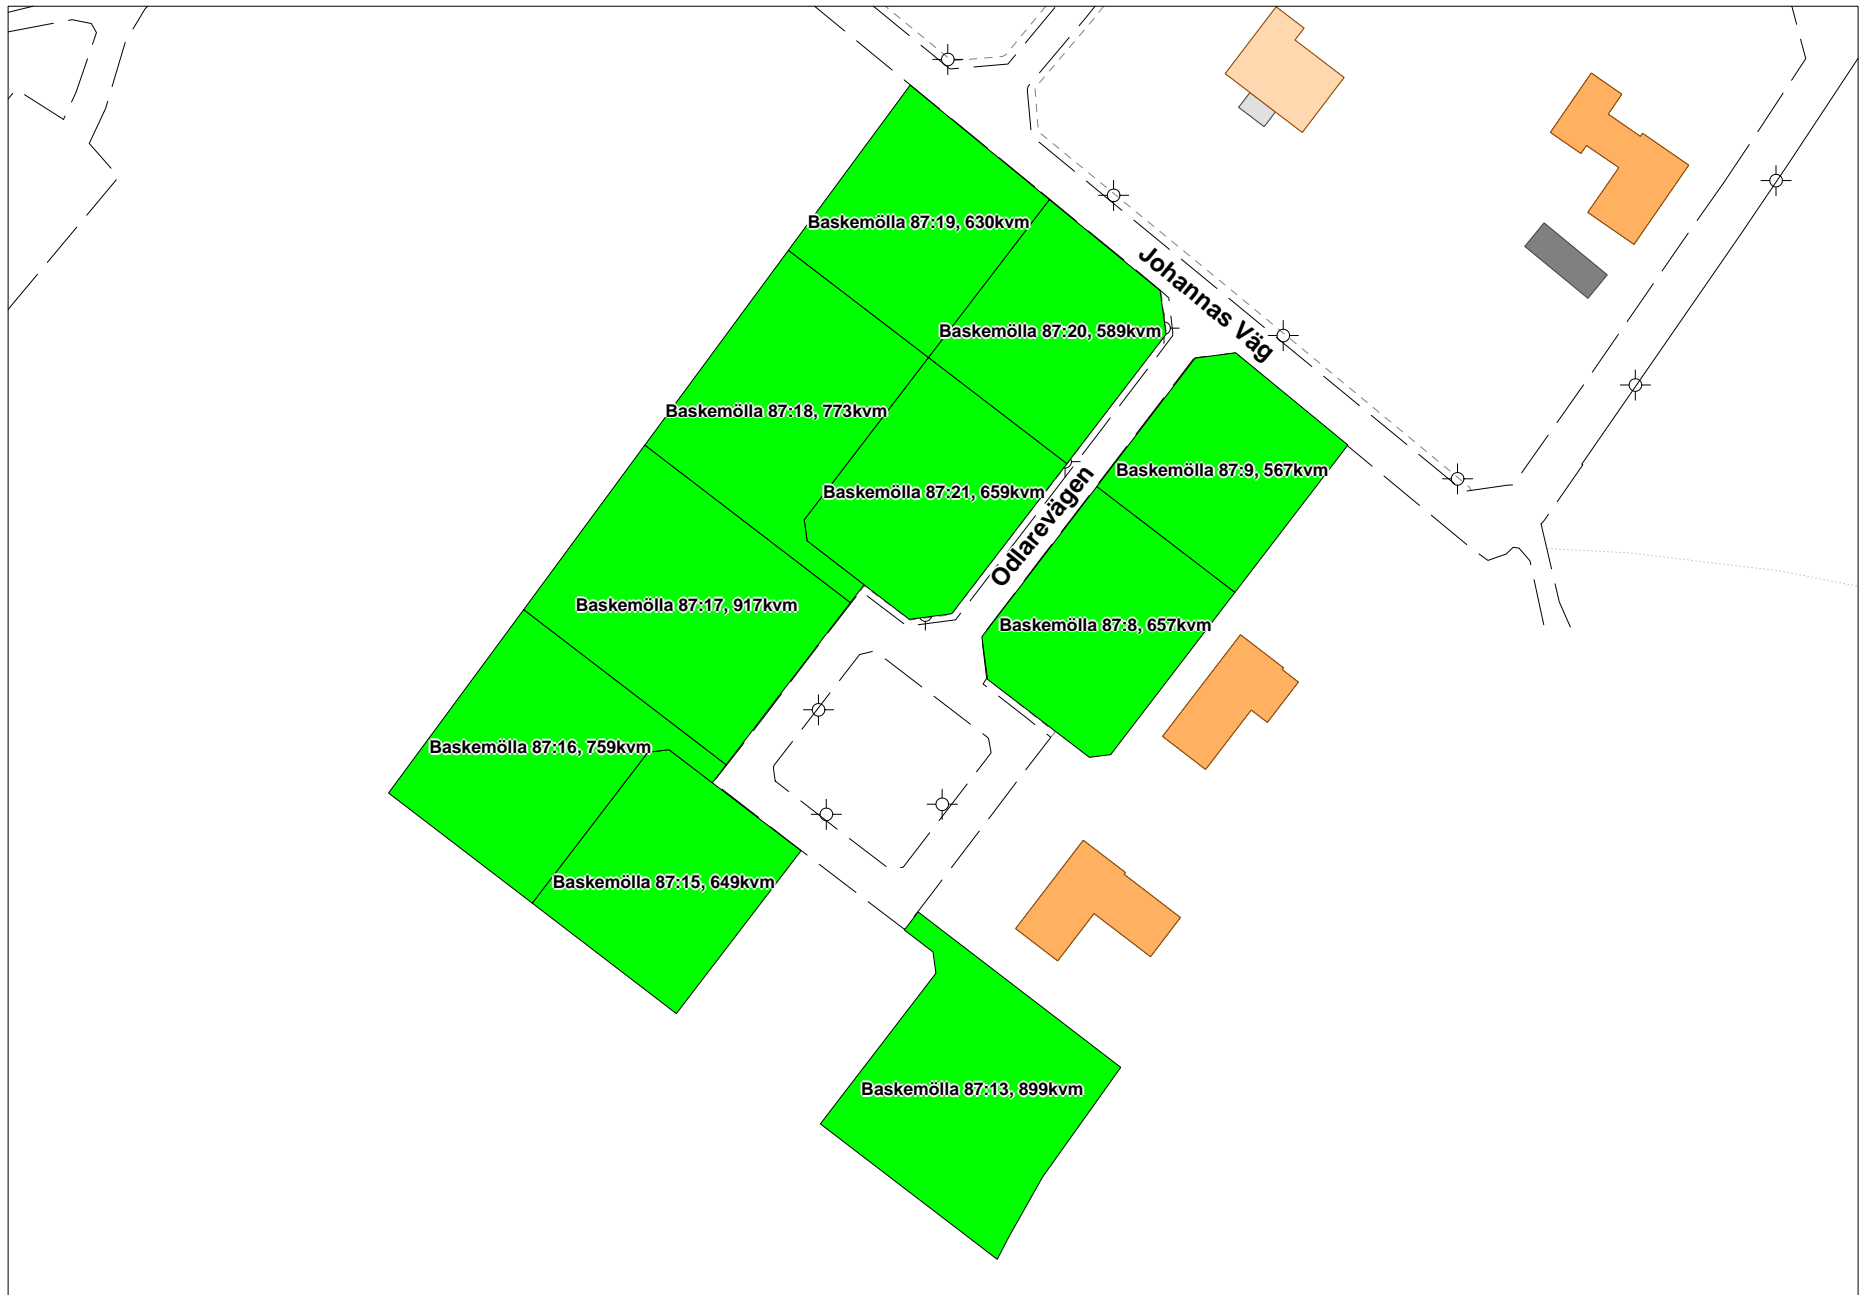 Baskemölla 87:19, 630kvm
Johannas Väg
Baskemölla 87:20, 589kvm
Baskemölla 87:18, 773kvm
Baskemölla 87:9, 567kvm
Baskemölla 87:21, 659kvm
Odlarevägen
Baskemölla 87:17, 917kvm
Baskemölla 87:8, 657kvm
Baskemölla 87:16, 759kvm
Baskemölla 87:15, 649kvm
Baskemölla 87:13, 899kvm